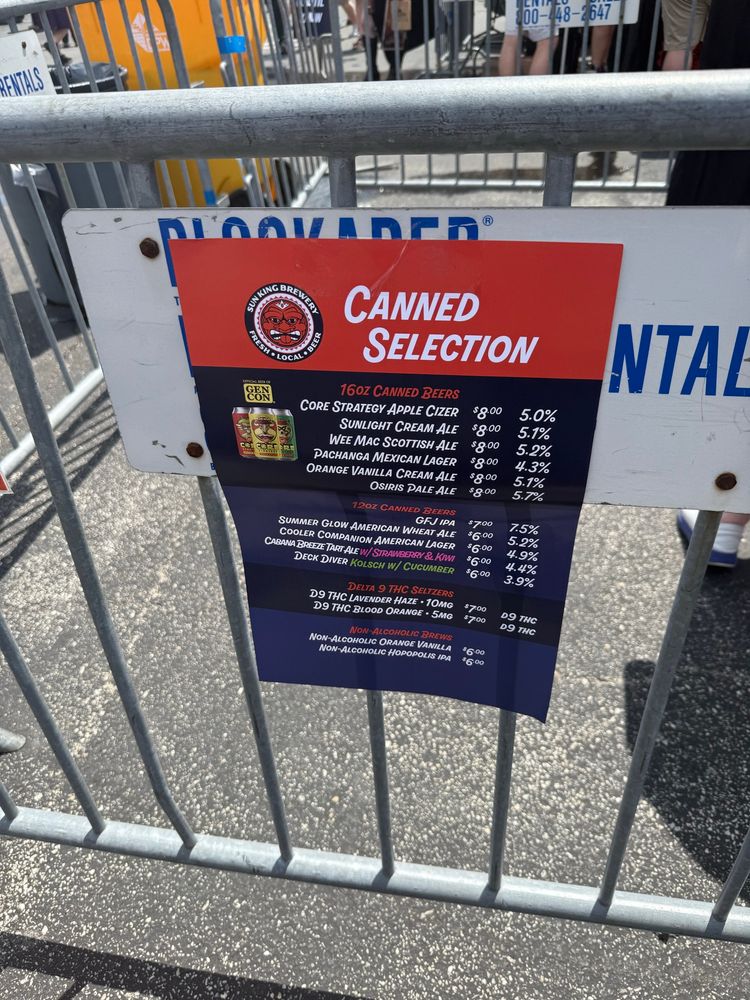 RENTALS
RENTALS
800-448-2647
BLOCKADER®
NTAL
SUN KING BREWERY
FRESH • LOCAL • BEER
CANNED
SELECTION
OFFICIAL BEER OF
GEN
CON
16OZ CANNED BEERS
CORE STRATEGY APPLE CIZER $8.00 5.0%
SUNLIGHT CREAM ALE $8.00 5.1%
WEE MAC SCOTTISH ALE $8.00 5.2%
PACHANGA MEXICAN LAGER $8.00 4.3%
ORANGE VANILLA CREAM ALE $8.00 5.1%
OSIRIS PALE ALE $8.00 5.7%
12OZ CANNED BEERS
GFJ IPA $7.00 7.5%
SUMMER GLOW AMERICAN WHEAT ALE $6.00 5.2%
COOLER COMPANION AMERICAN LAGER $6.00 4.9%
CABANA BREEZE TART ALE W/ STRAWBERRY & KIWI $6.00 4.4%
DECK DIVER KOLSCH W/ CUCUMBER $6.00 3.9%
DELTA 9 THC SELTZERS
D9 THC LAVENDER HAZE • 10MG $7.00 D9 THC
D9 THC BLOOD ORANGE • 5MG $7.00 D9 THC
NON-ALCOHOLIC BREWS
NON-ALCOHOLIC ORANGE VANILLA $6.00
NON-ALCOHOLIC HOPOPOLIS IPA $6.00